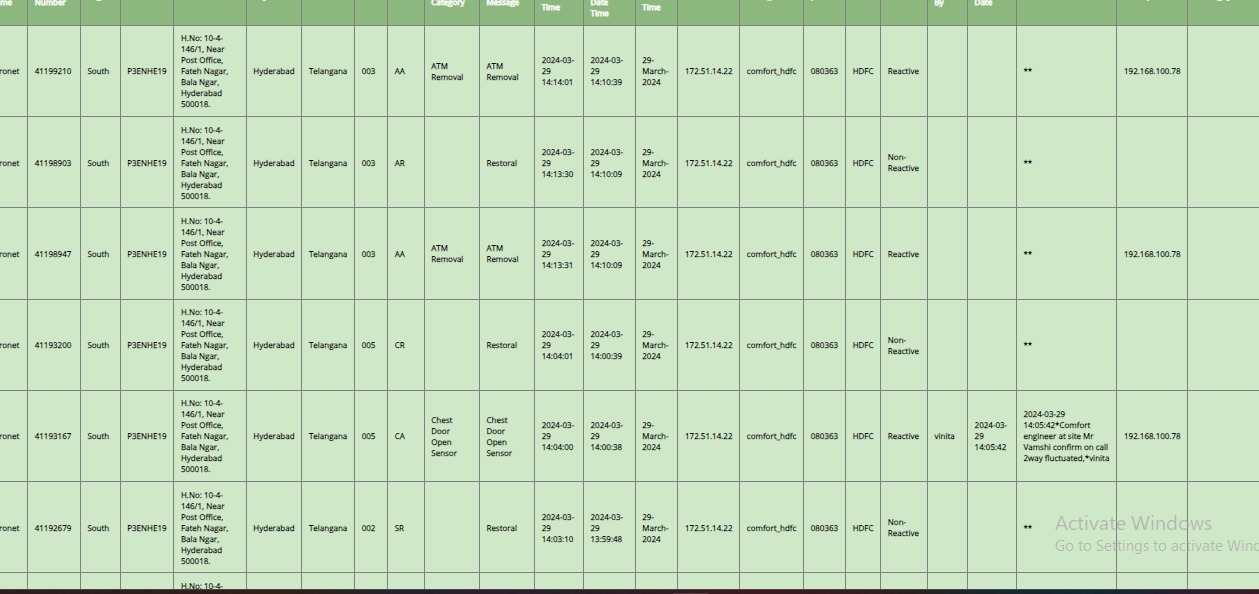 Number Category Message Time Date Time Time By Date
ronet 41199210 South P3ENHE19 H.No: 10-4-146/1, Near Post Office, Fateh Nagar, Bala Ngar, Hyderabad 500018. Hyderabad Telangana 003 AA ATM Removal ATM Removal 2024-03-29 14:14:01 2024-03-29 14:10:39 29-March-2024 172.51.14.22 comfort_hdfc 080363 HDFC Reactive ** 192.168.100.78
ronet 41198903 South P3ENHE19 H.No: 10-4-146/1, Near Post Office, Fateh Nagar, Bala Ngar, Hyderabad 500018. Hyderabad Telangana 003 AR Restoral 2024-03-29 14:13:30 2024-03-29 14:10:09 29-March-2024 172.51.14.22 comfort_hdfc 080363 HDFC Non-Reactive **
ronet 41198947 South P3ENHE19 H.No: 10-4-146/1, Near Post Office, Fateh Nagar, Bala Ngar, Hyderabad 500018. Hyderabad Telangana 003 AA ATM Removal ATM Removal 2024-03-29 14:13:31 2024-03-29 14:10:09 29-March-2024 172.51.14.22 comfort_hdfc 080363 HDFC Reactive ** 192.168.100.78
ronet 41193200 South P3ENHE19 H.No: 10-4-146/1, Near Post Office, Fateh Nagar, Bala Ngar, Hyderabad 500018. Hyderabad Telangana 005 CR Restoral 2024-03-29 14:04:01 2024-03-29 14:00:39 29-March-2024 172.51.14.22 comfort_hdfc 080363 HDFC Non-Reactive **
ronet 41193167 South P3ENHE19 H.No: 10-4-146/1, Near Post Office, Fateh Nagar, Bala Ngar, Hyderabad 500018. Hyderabad Telangana 005 CA Chest Door Open Sensor Chest Door Open Sensor 2024-03-29 14:04:00 2024-03-29 14:00:38 29-March-2024 172.51.14.22 comfort_hdfc 080363 HDFC Reactive vinita 2024-03-29 14:05:42 2024-03-29 14:05:42*Comfort engineer at site Mr Vamshi confirm on call 2way fluctuated,*vinita 192.168.100.78
ronet 41192679 South P3ENHE19 H.No: 10-4-146/1, Near Post Office, Fateh Nagar, Bala Ngar, Hyderabad 500018. Hyderabad Telangana 002 SR Restoral 2024-03-29 14:03:10 2024-03-29 13:59:48 29-March-2024 172.51.14.22 comfort_hdfc 080363 HDFC Non-Reactive **
H.No: 10-4-
Activate Windows
Go to Settings to activate Winc